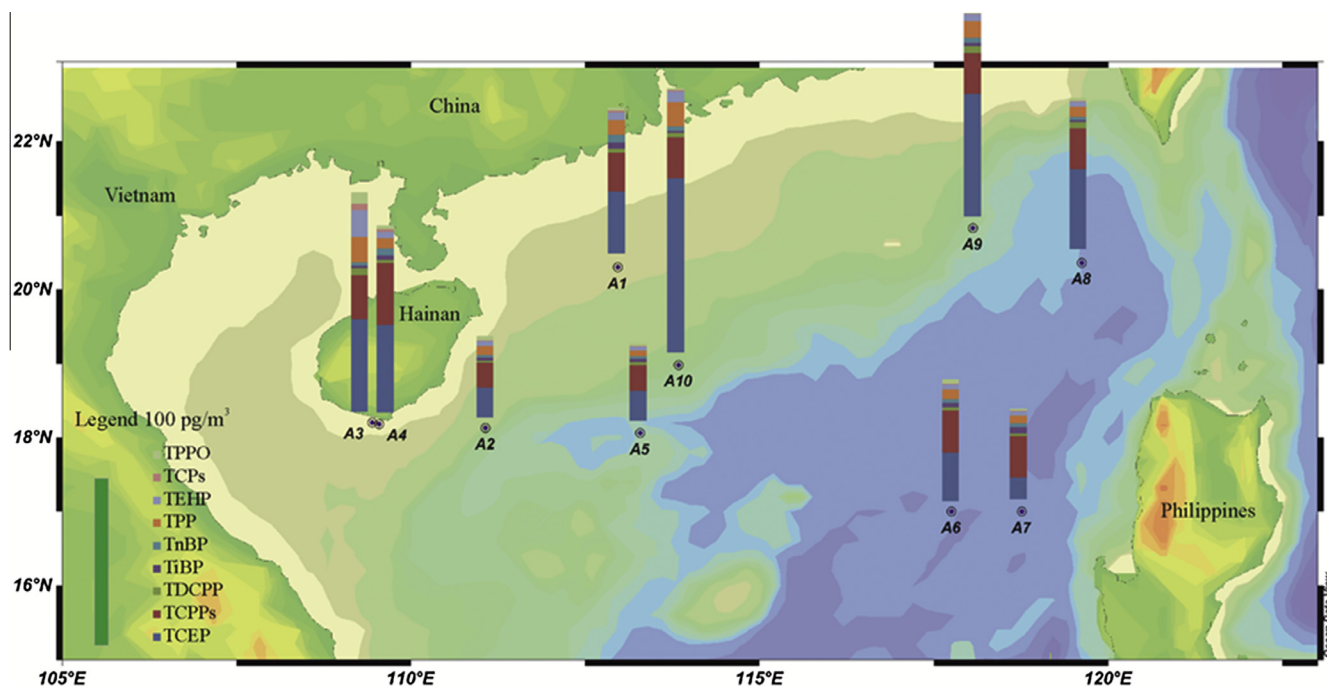 China
22°N
Vietnam
A9
20°N
A1
A8
Hainan
A10
Legend 100 pg/m³
A3
A4
A2
A5
18°N
TPPO
TCPs
TEHP
TPP
TnBP
TiBP
TDCPP
TCPPs
TCEP
A6
A7
Philippines
16°N
105°E
110°E
115°E
120°E